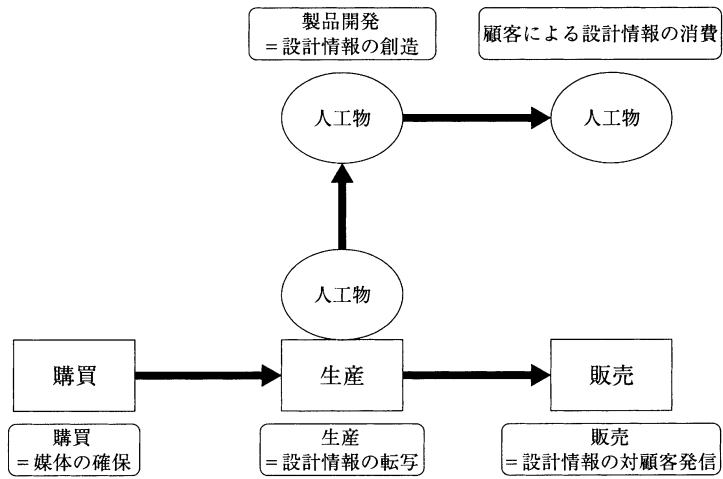 製品開発
＝設計情報の創造
顧客による設計情報の消費
人工物
人工物
人工物
購買
生産
販売
購買
＝媒体の確保
生産
＝設計情報の転写
販売
＝設計情報の対顧客発信